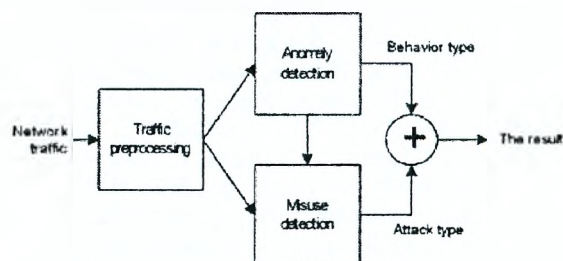 Anomaly
detection
Behavior type
Network
traffic
Traffic
preprocessing
+
The result
Misuse
detection
Attack type